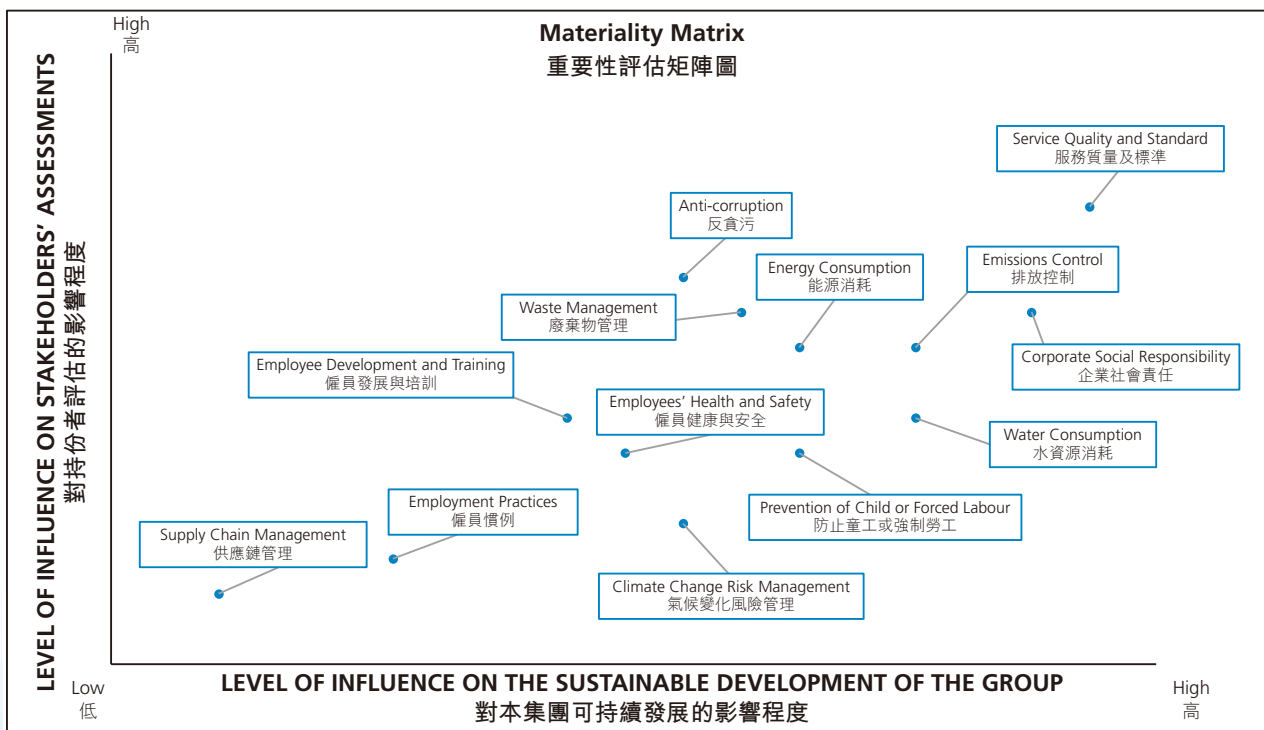 High
高
Materiality Matrix
重要性評估矩陣圖
LEVEL OF INFLUENCE ON STAKEHOLDERS' ASSESSMENTS
對持份者評估的影響程度
Service Quality and Standard
服務質量及標準
Anti-corruption
反貪污
Energy Consumption
能源消耗
Emissions Control
排放控制
Waste Management
廢棄物管理
Corporate Social Responsibility
企業社會責任
Employee Development and Training
僱員發展與培訓
Employees' Health and Safety
僱員健康與安全
Water Consumption
水資源消耗
Employment Practices
僱員慣例
Prevention of Child or Forced Labour
防止童工或強制勞工
Supply Chain Management
供應鏈管理
Climate Change Risk Management
氣候變化風險管理
Low
低
LEVEL OF INFLUENCE ON THE SUSTAINABLE DEVELOPMENT OF THE GROUP
對本集團可持續發展的影響程度
High
高